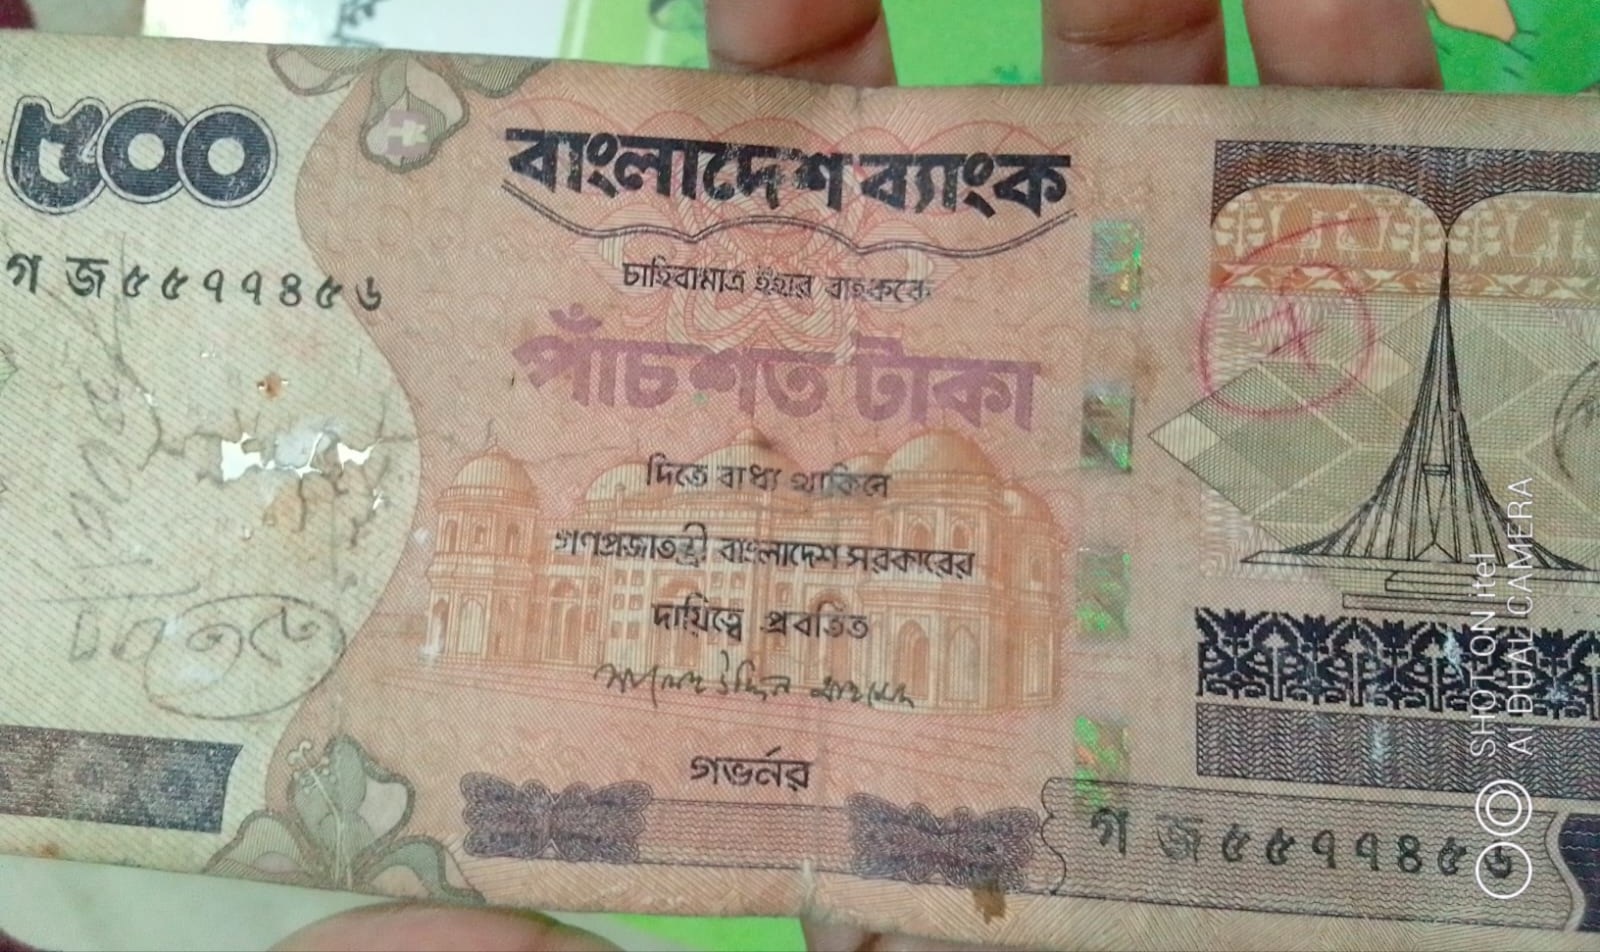 ৫০০
বাংলাদেশ ব্যাংক
গ জ ৫৫৭৭৪৫৬
চাহিবামাত্র ইহার বাহককে
পাঁচশত টাকা
দিতে বাধ্য থাকিবে
গণপ্রজাতন্ত্রী বাংলাদেশ সরকারের
দায়িত্বে প্রবর্তিত
গভর্নর
গ জ ৫৫৭৭৪৫৬
SHOT ON itel
AI DUAL CAMERA